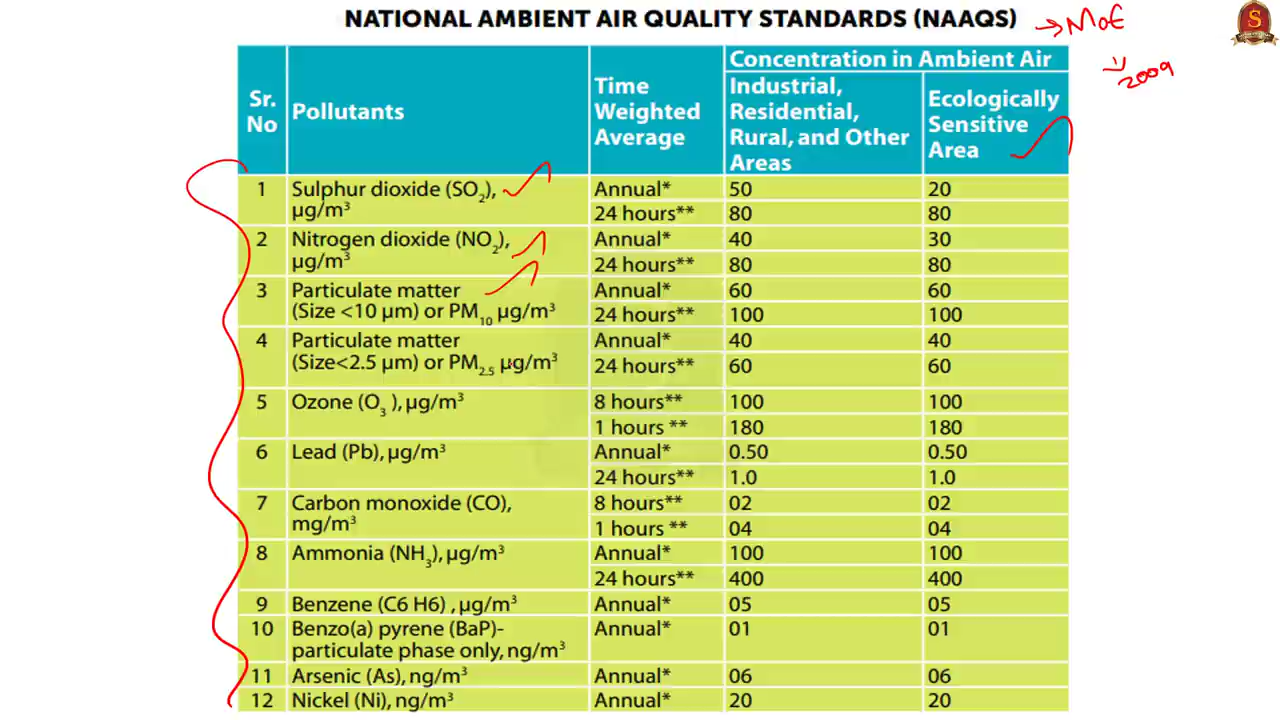 NATIONAL AMBIENT AIR QUALITY STANDARDS (NAAQS)
→ MoE
2009
S
Sr. No Pollutants Time Weighted Average Concentration in Ambient Air
Industrial, Residential, Rural, and Other Areas Ecologically Sensitive Area
1 Sulphur dioxide (SO₂), Annual* 50 20
µg/m³ 24 hours** 80 80
2 Nitrogen dioxide (NO₂), Annual* 40 30
µg/m³ 24 hours** 80 80
3 Particulate matter Annual* 60 60
(Size <10 µm) or PM₁₀ µg/m³ 24 hours** 100 100
4 Particulate matter Annual* 40 40
(Size<2.5 µm) or PM₂.₅ µg/m³ 24 hours** 60 60
5 Ozone (O₃ ), µg/m³ 8 hours** 100 100
1 hours ** 180 180
6 Lead (Pb), µg/m³ Annual* 0.50 0.50
24 hours** 1.0 1.0
7 Carbon monoxide (CO), 8 hours** 02 02
mg/m³ 1 hours ** 04 04
8 Ammonia (NH₃), µg/m³ Annual* 100 100
24 hours** 400 400
9 Benzene (C6 H6) , µg/m³ Annual* 05 05
10 Benzo(a) pyrene (BaP)- Annual* 01 01
particulate phase only, ng/m³
11 Arsenic (As), ng/m³ Annual* 06 06
12 Nickel (Ni), ng/m³ Annual* 20 20